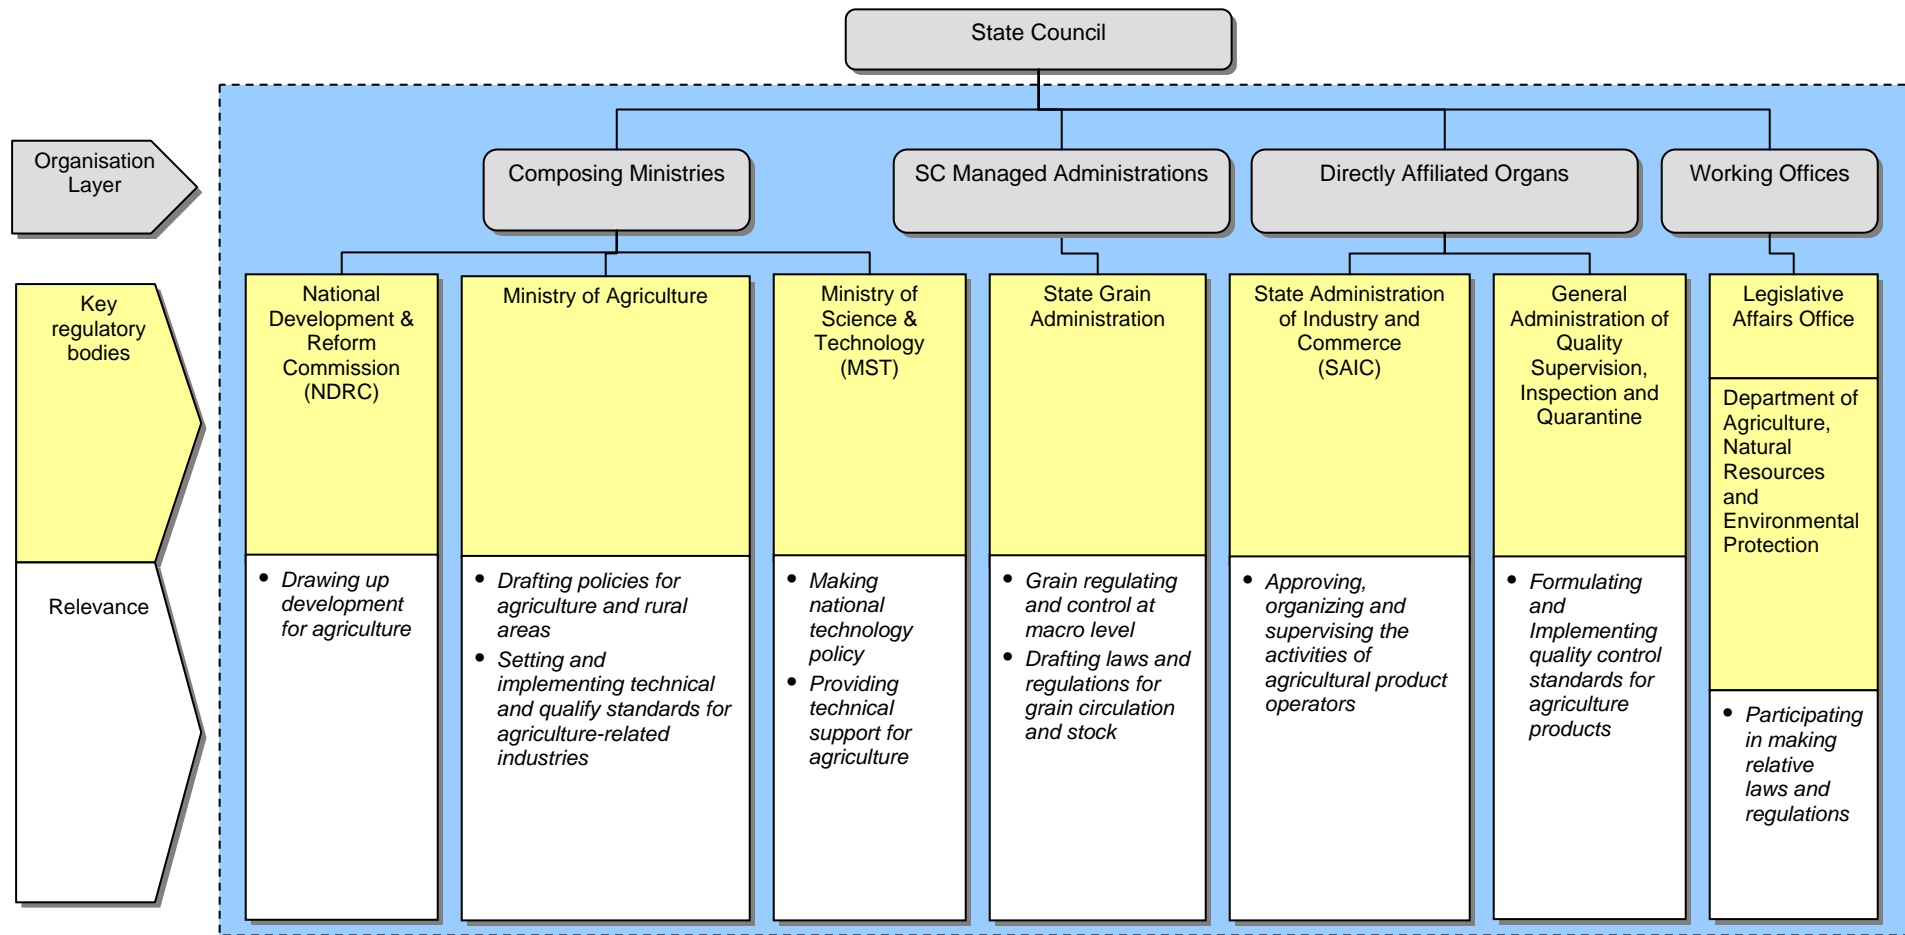 State Council
Organisation
Layer
Composing Ministries
SC Managed Administrations
Directly Affiliated Organs
Working Offices
Key
regulatory
bodies
National
Development &
Reform
Commission
(NDRC)
Ministry of Agriculture
Ministry of
Science &
Technology
(MST)
State Grain
Administration
State Administration
of Industry and
Commerce
(SAIC)
General
Administration of
Quality
Supervision,
Inspection and
Quarantine
Legislative
Affairs Office
Department of
Agriculture,
Natural
Resources
and
Environmental
Protection
Relevance
• Drawing up
development
for agriculture
• Drafting policies for
agriculture and rural
areas
• Setting and
implementing technical
and qualify standards for
agriculture-related
industries
• Making
national
technology
policy
• Providing
technical
support for
agriculture
• Grain regulating
and control at
macro level
• Drafting laws and
regulations for
grain circulation
and stock
• Approving,
organizing and
supervising the
activities of
agricultural product
operators
• Formulating
and
Implementing
quality control
standards for
agriculture
products
• Participating
in making
relative
laws and
regulations